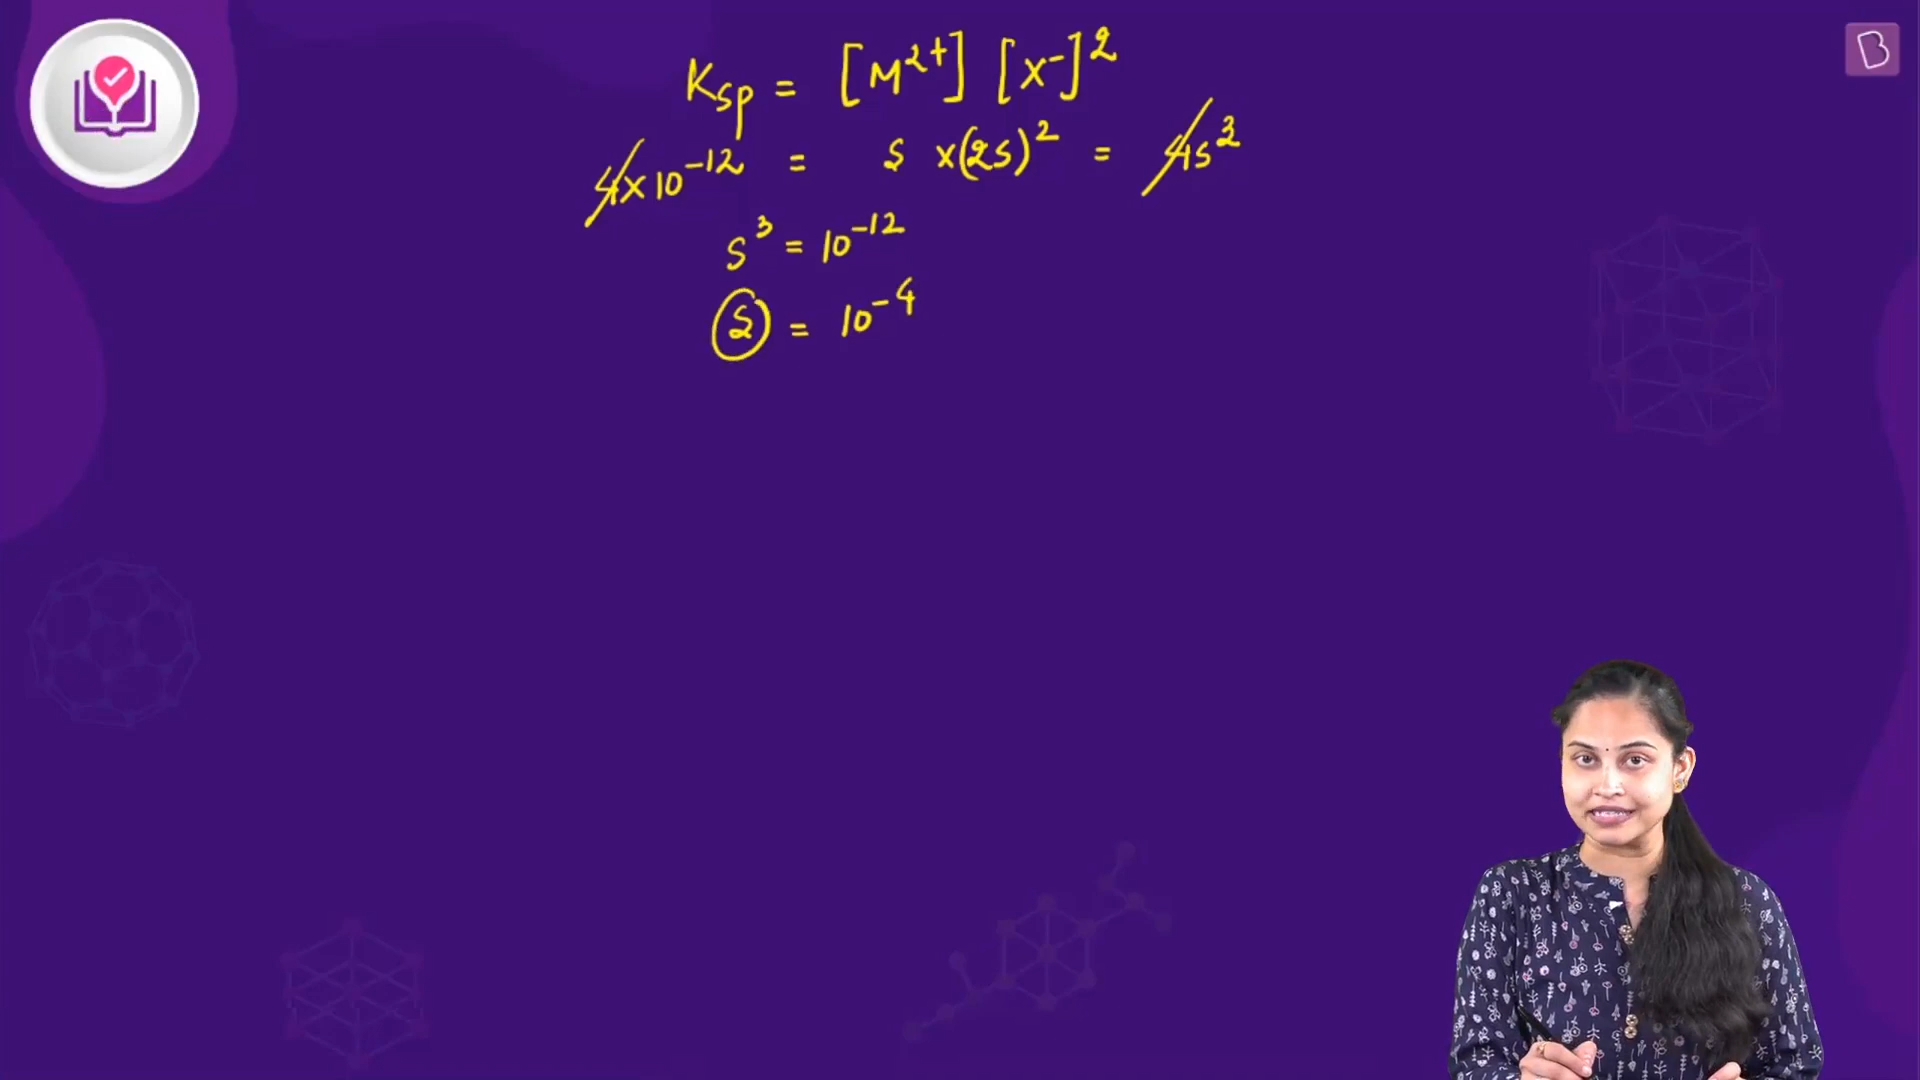 Ksp = [M²⁺] [X⁻]²
4×10⁻¹² = s ×(2s)² = 4s³
s³ = 10⁻¹²
s = 10⁻⁴
B